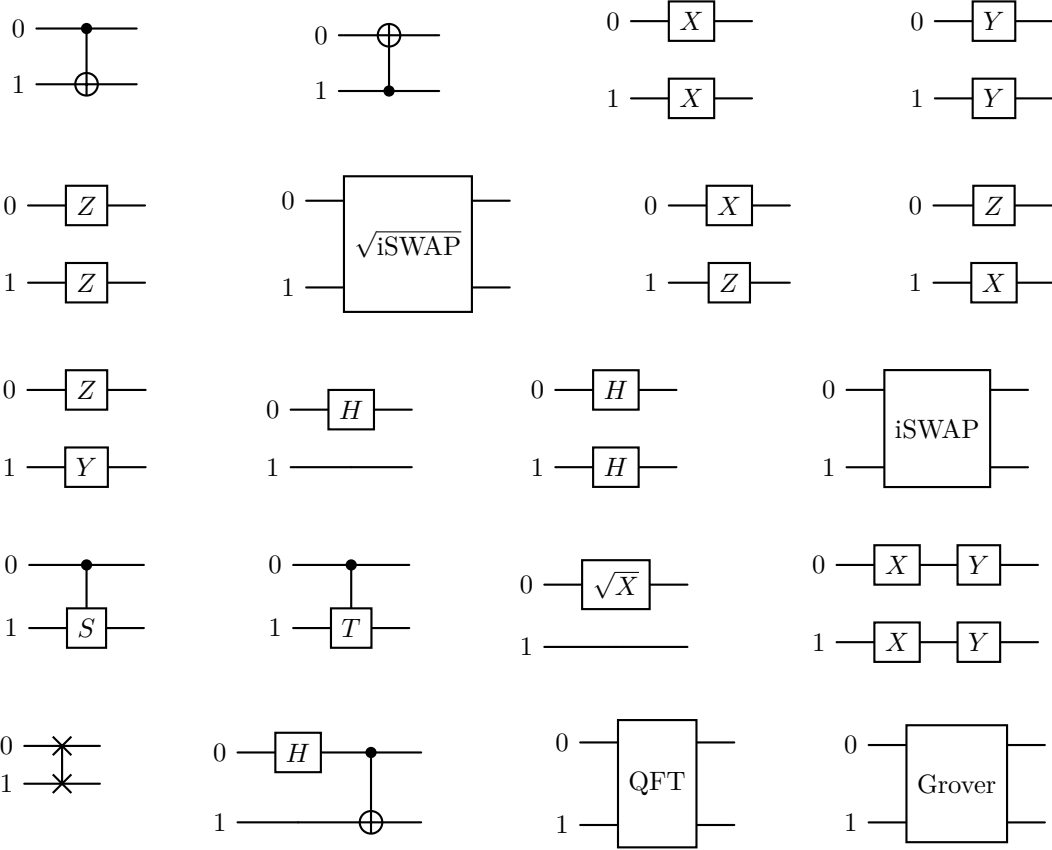 0 0 0 X 0 Y
1 1 1 X 1 Y
0 Z 0 0 X 0 Z
√iSWAP
1 Z 1 1 Z 1 X
0 Z 0 H 0 H 0
iSWAP
1 Y 1 1 H 1
0 0 0 √X 0 X Y
1 S 1 T 1 1 X Y
0 0 H 0 0
1 QFT Grover
1 1 1